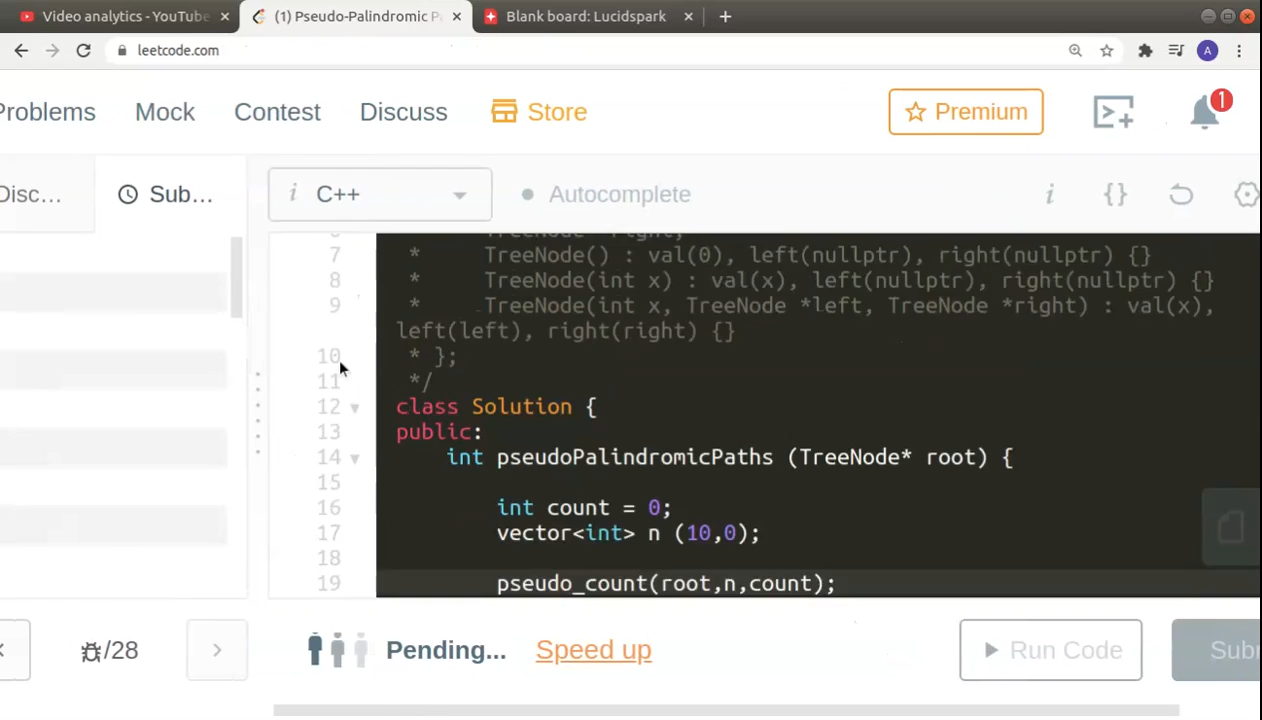 Video analytics - YouTube
(1) Pseudo-Palindromic P
Blank board: Lucidspark
leetcode.com
A
Problems
Mock
Contest
Discuss
Store
Premium
1
Disc...
Sub...
i
C++
Autocomplete
i
{}
7 * TreeNode() : val(0), left(nullptr), right(nullptr) {}
8 * TreeNode(int x) : val(x), left(nullptr), right(nullptr) {}
9 * TreeNode(int x, TreeNode *left, TreeNode *right) : val(x),
left(left), right(right) {}
10 * };
11 */
12 class Solution {
13 public:
14 int pseudoPalindromicPaths (TreeNode* root) {
15
16 int count = 0;
17 vector<int> n (10,0);
18
19 pseudo_count(root,n,count);
/28
Pending...
Speed up
Run Code
Subm